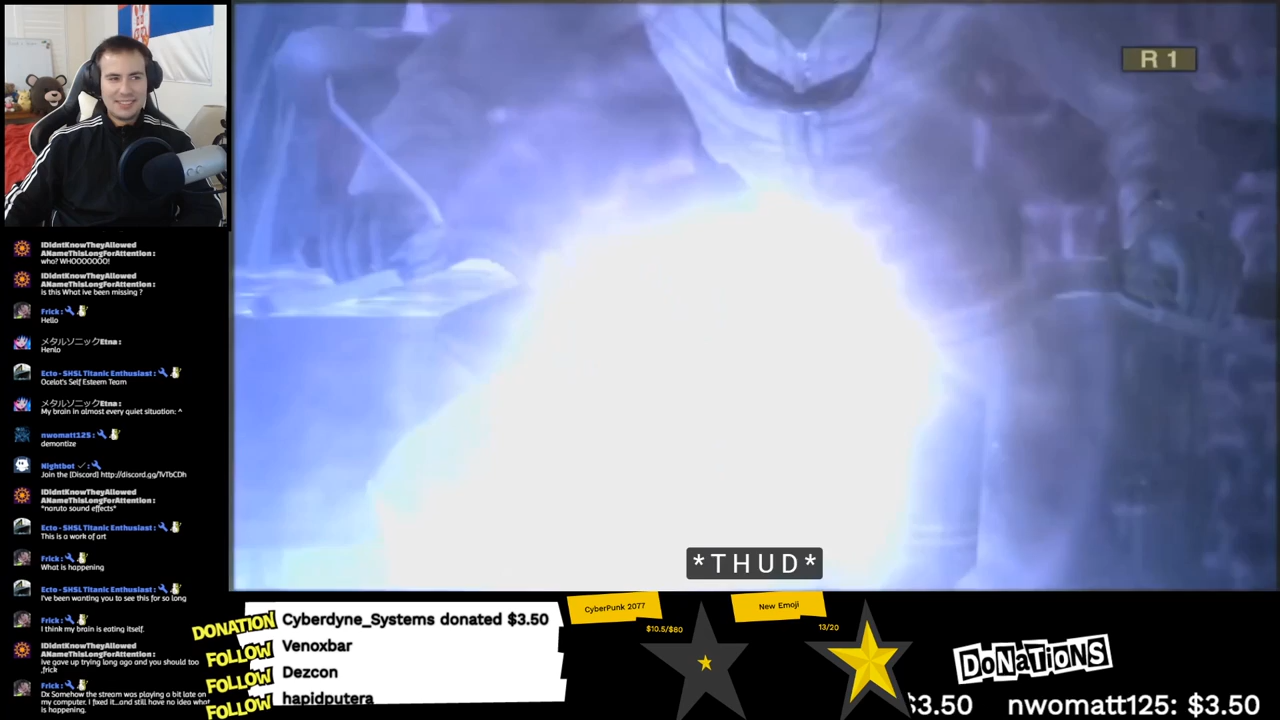 R 1
IDidntKnowTheyAllowed
ANameThisLongForAttention :
who? WHOOOOOOO!
IDidntKnowTheyAllowed
ANameThisLongForAttention :
is this What Ive been missing ?
Frick :
Hello
メタルソニックEtna :
Henlo
Ecto - SHSL Titanic Enthusiast :
Ocelot's Self Esteem Team
メタルソニックEtna :
My brain in almost every quiet situation: ^
nwomatt125 :
demontize
Nightbot ✓ :
Join the [Discord] http://discord.gg/TVTbCDh
IDidntKnowTheyAllowed
ANameThisLongForAttention :
*naruto sound effects*
Ecto - SHSL Titanic Enthusiast :
This is a work of art
Frick :
What is happening
Ecto - SHSL Titanic Enthusiast :
I've been wanting you to see this for so long
Frick :
I think my brain is eating itself.
IDidntKnowTheyAllowed
ANameThisLongForAttention :
Ive gave up trying long ago and you should too
,frick
Frick :
Dx Somehow the stream was playing a bit late on
my computer, I fixed it...and still have no idea what
is happening.
*THUD*
DONATION Cyberdyne_Systems donated $3.50
FOLLOW Venoxbar
FOLLOW Dezcon
FOLLOW hapidputera
CyberPunk 2077
$10.5/$60
New Emoji
13/20
DONATIONS
$3.50 nwomatt125: $3.50